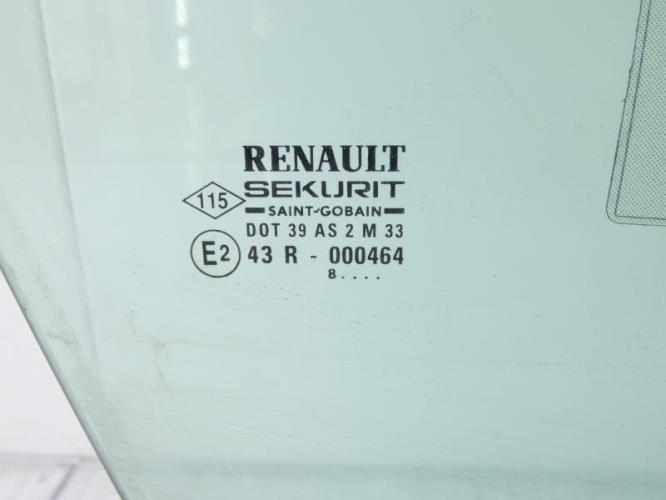 RENAULT
115 SEKURIT
SAINT-GOBAIN
DOT 39 AS 2 M 33
E2 43 R - 000464
8....